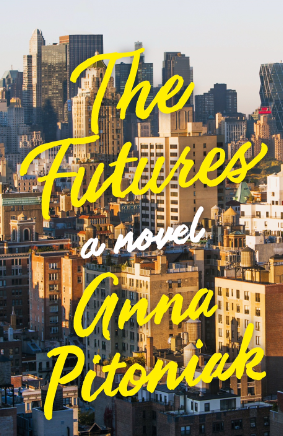 The
Futures
a novel
Anna
Pitoniak